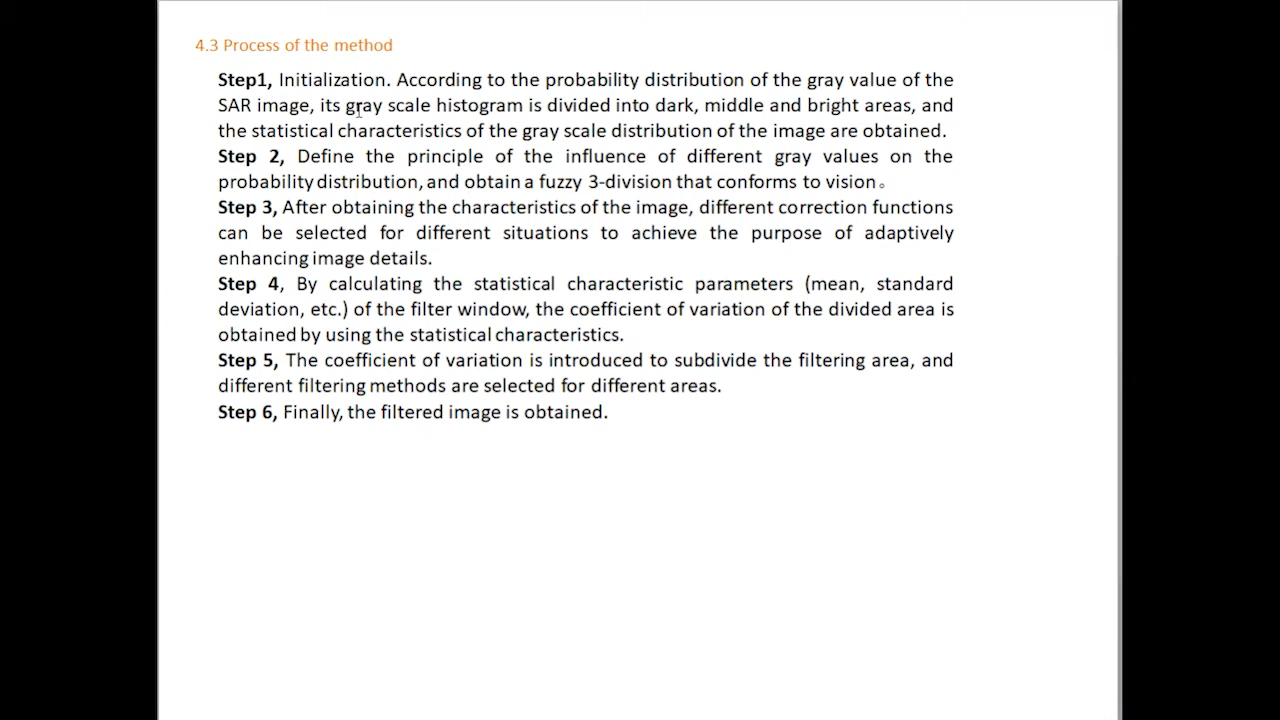 4.3 Process of the method
Step1, Initialization. According to the probability distribution of the gray value of the
SAR image, its gray scale histogram is divided into dark, middle and bright areas, and
the statistical characteristics of the gray scale distribution of the image are obtained.
Step 2, Define the principle of the influence of different gray values on the
probability distribution, and obtain a fuzzy 3-division that conforms to vision。
Step 3, After obtaining the characteristics of the image, different correction functions
can be selected for different situations to achieve the purpose of adaptively
enhancing image details.
Step 4, By calculating the statistical characteristic parameters (mean, standard
deviation, etc.) of the filter window, the coefficient of variation of the divided area is
obtained by using the statistical characteristics.
Step 5, The coefficient of variation is introduced to subdivide the filtering area, and
different filtering methods are selected for different areas.
Step 6, Finally, the filtered image is obtained.